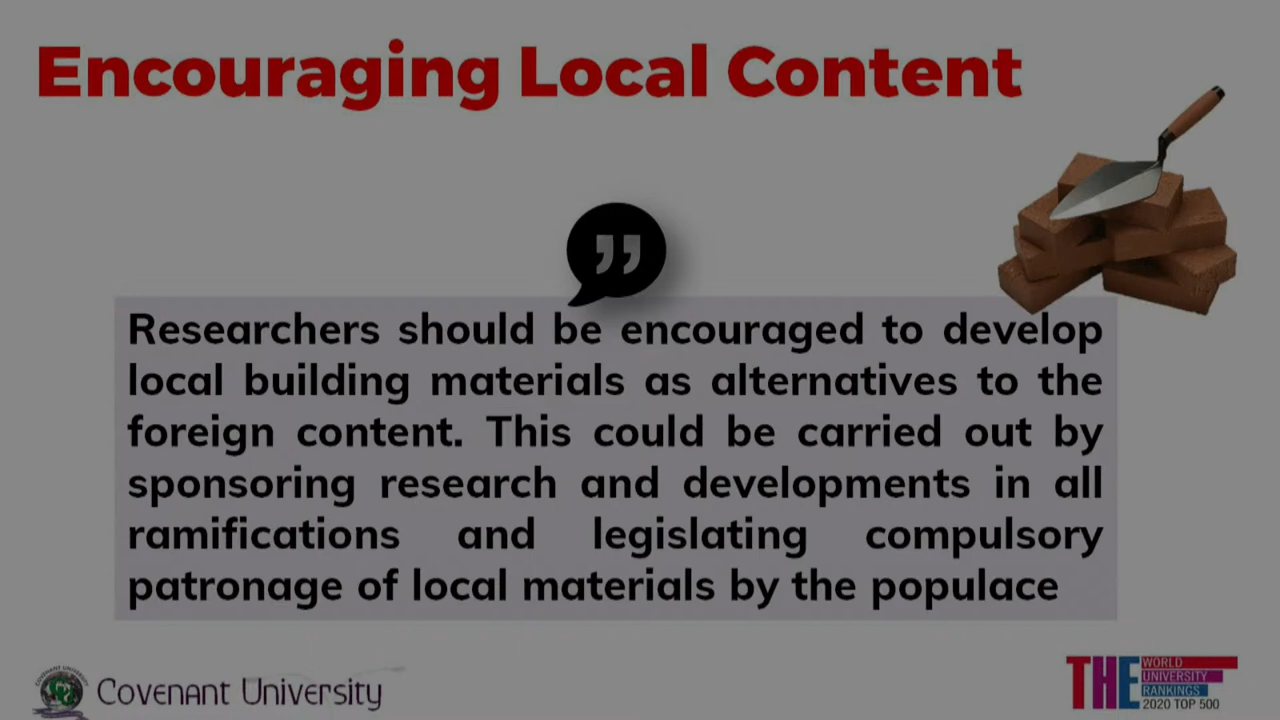 Encouraging Local Content
Researchers should be encouraged to develop
local building materials as alternatives to the
foreign content. This could be carried out by
sponsoring research and developments in all
ramifications and legislating compulsory
patronage of local materials by the populace
Covenant University
THE WORLD
UNIVERSITY
RANKINGS
2020 TOP 500